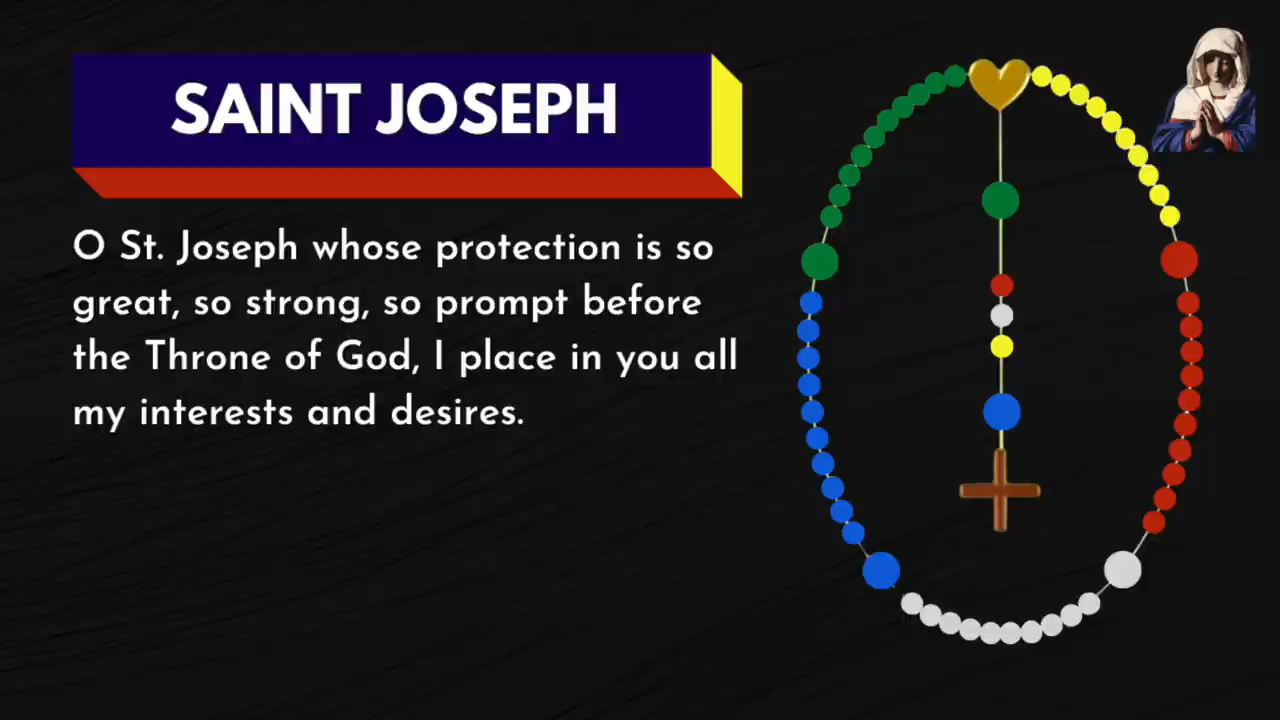 SAINT JOSEPH
O St. Joseph whose protection is so
great, so strong, so prompt before
the Throne of God, I place in you all
my interests and desires.